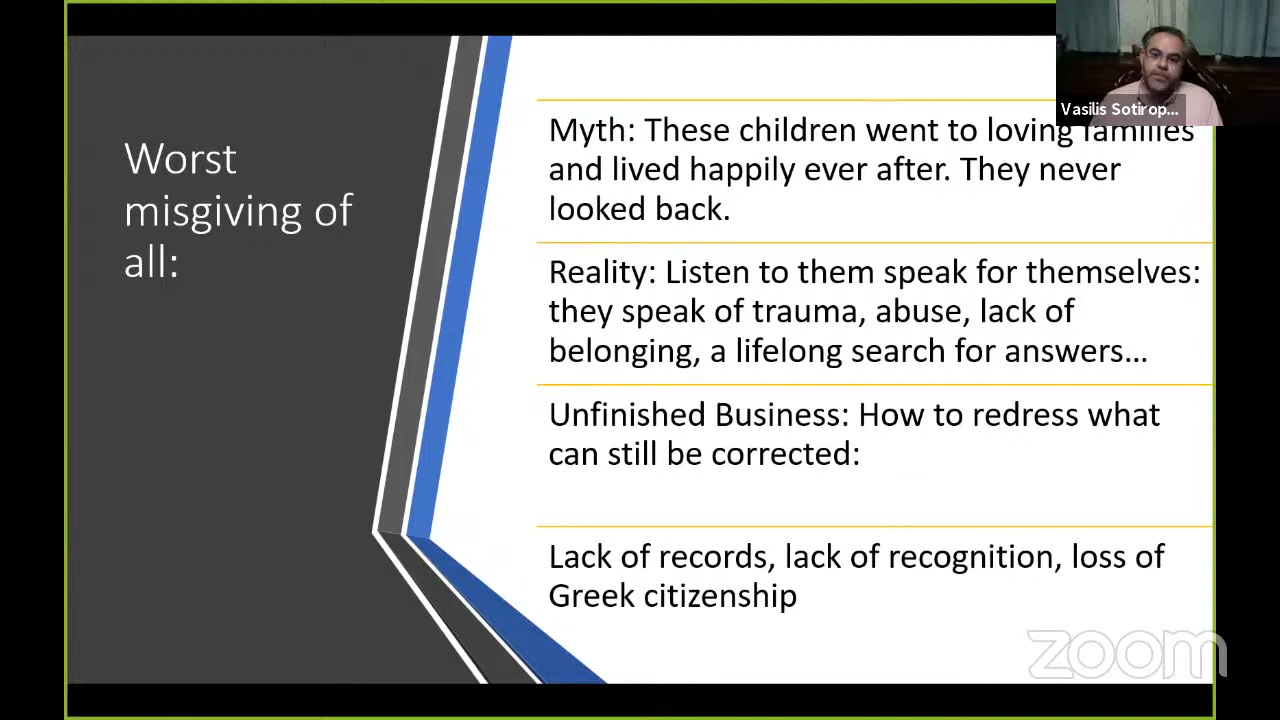 Worst
misgiving of
all:
Vasilis Sotirop...
Myth: These children went to loving families
and lived happily ever after. They never
looked back.
Reality: Listen to them speak for themselves:
they speak of trauma, abuse, lack of
belonging, a lifelong search for answers…
Unfinished Business: How to redress what
can still be corrected:
Lack of records, lack of recognition, loss of
Greek citizenship
zoom